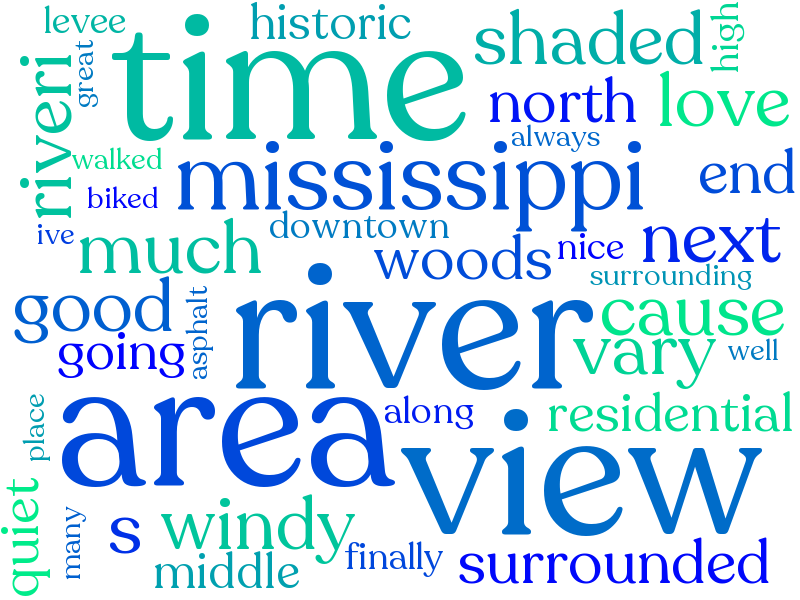 levee
historic
shaded
high
great
time
riveri
north
love
always
walked
mississippi
end
biked
downtown
ive
much
woods
nice
next
surrounding
good
asphalt
river
cause
going
vary
well
place
area
along
residential
view
quiet
many
s
windy
middle
finally
surrounded